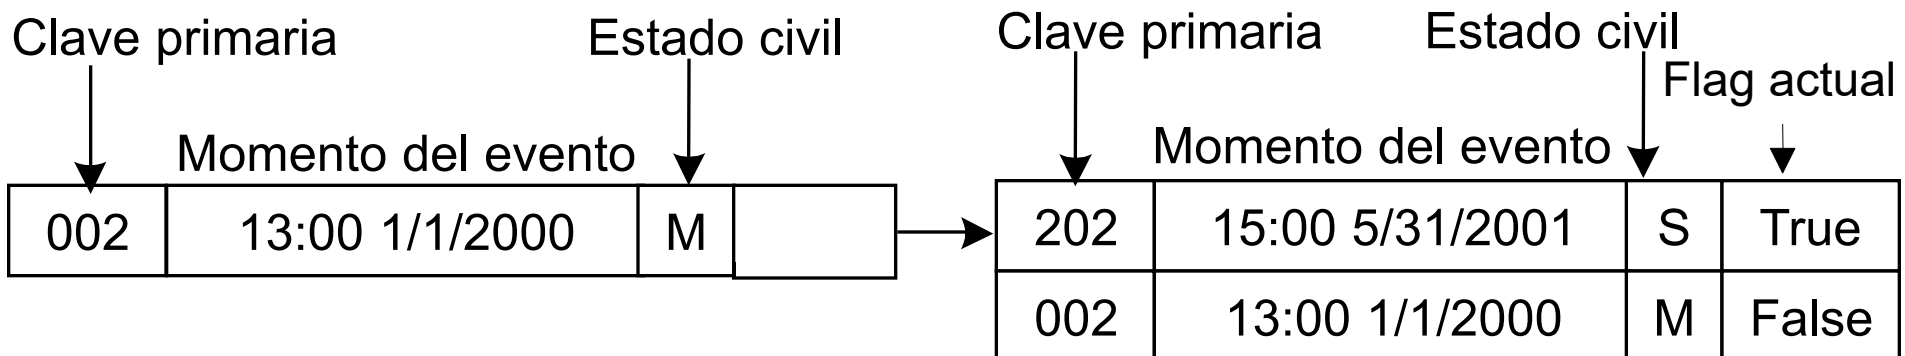 Clave primaria Estado civil
Momento del evento
002 13:00 1/1/2000 M
Clave primaria Estado civil
Flag actual
Momento del evento
202 15:00 5/31/2001 S True
002 13:00 1/1/2000 M False